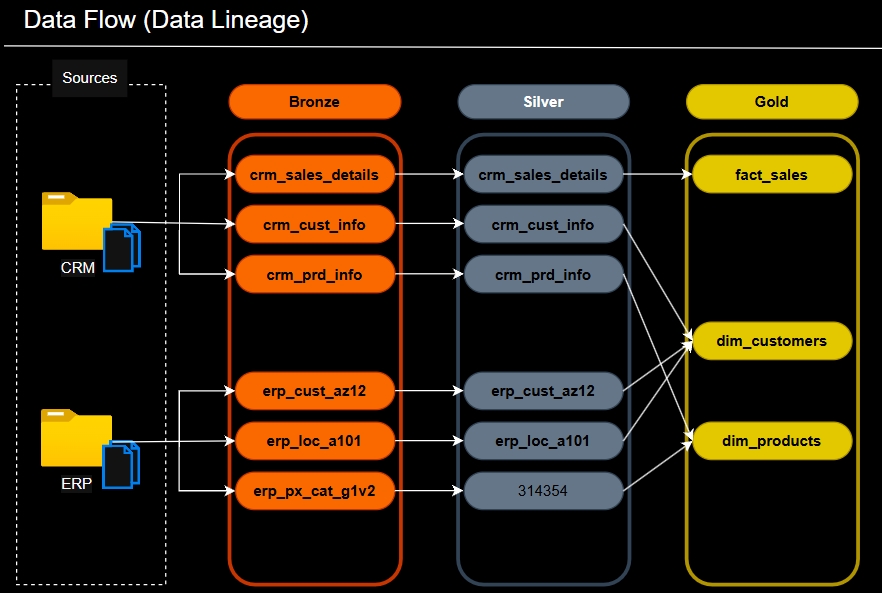 Data Flow (Data Lineage)
Sources
Bronze
Silver
Gold
crm_sales_details
crm_sales_details
fact_sales
crm_cust_info
crm_cust_info
CRM
crm_prd_info
crm_prd_info
dim_customers
erp_cust_az12
erp_cust_az12
erp_loc_a101
erp_loc_a101
dim_products
ERP
erp_px_cat_g1v2
314354